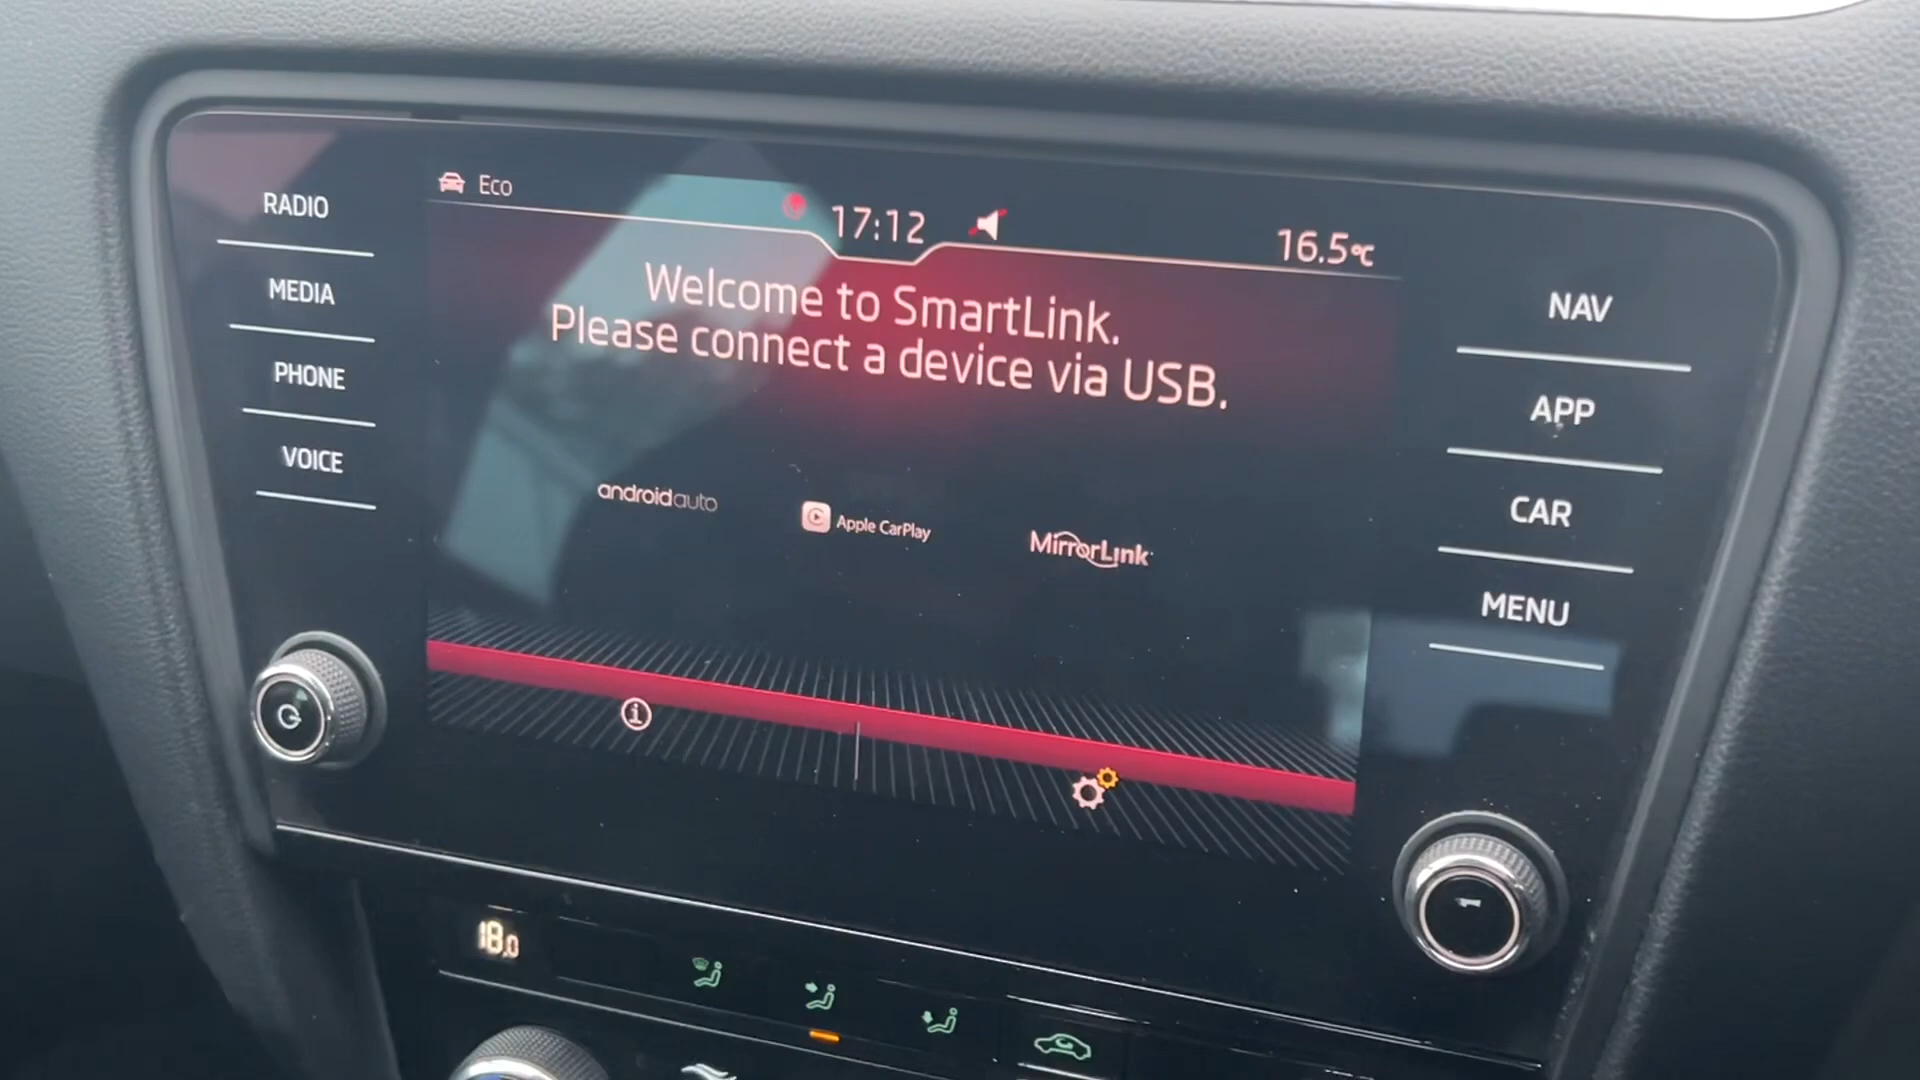 Eco
17:12
16.5°C
RADIO
MEDIA
PHONE
VOICE
Welcome to SmartLink.
Please connect a device via USB.
androidauto
Apple CarPlay
MirrorLink
NAV
APP
CAR
MENU
18.0